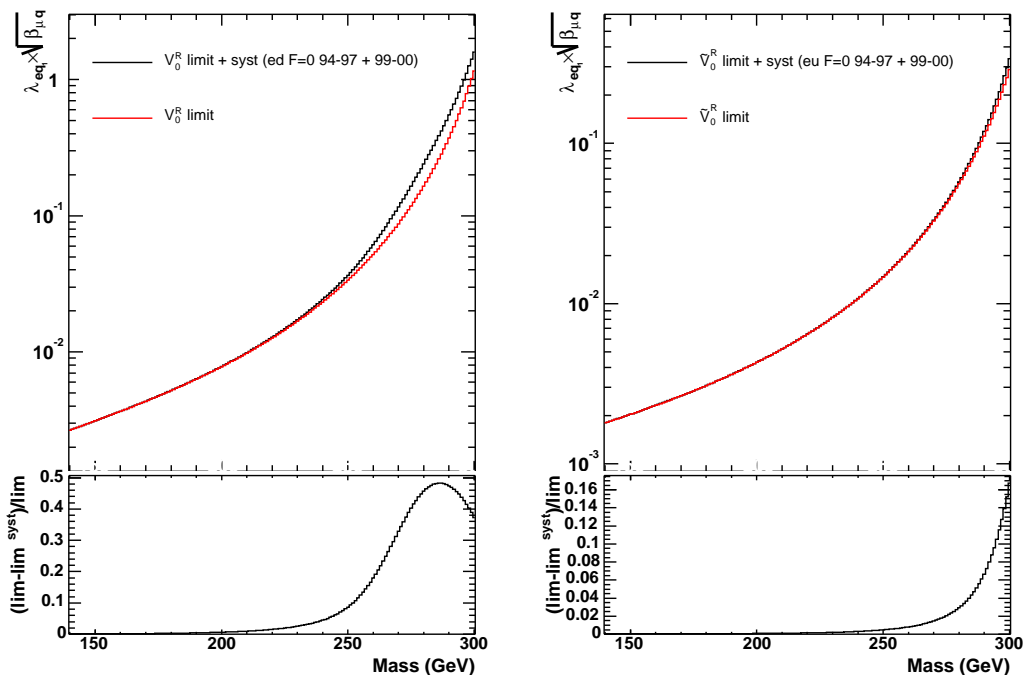 λeq₁×√βμq
V₀ᴿ limit + syst (ed F=0 94-97 + 99-00)
V₀ᴿ limit
1
10⁻¹
10⁻²
(lim-lim syst)/lim
0.5
0.4
0.3
0.2
0.1
0
150 200 250 300
Mass (GeV)
λeq₁×√βμq
Ṽ₀ᴿ limit + syst (eu F=0 94-97 + 99-00)
Ṽ₀ᴿ limit
10⁻¹
10⁻²
10⁻³
(lim-lim syst)/lim
0.16
0.14
0.12
0.1
0.08
0.06
0.04
0.02
0
150 200 250 300
Mass (GeV)